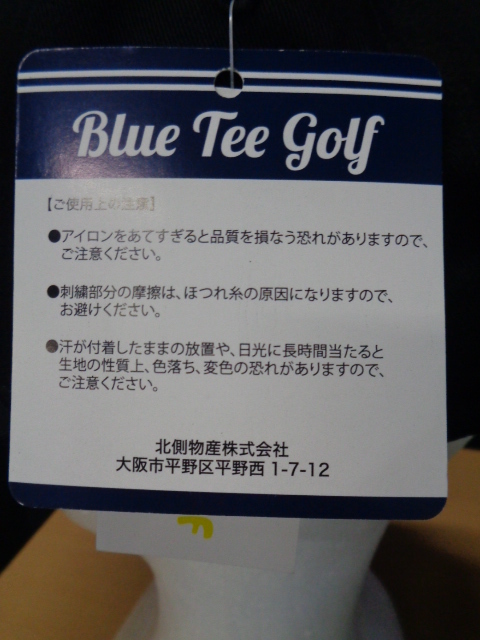 Blue Tee Golf
【ご使用上の注意】
●アイロンをあてすぎると品質を損なう恐れがありますので、
ご注意ください。
●刺繍部分の摩擦は、ほつれ糸の原因になりますので、
お避けください。
●汗が付着したままの放置や、日光に長時間当たると
生地の性質上、色落ち、変色の恐れがありますので、
ご注意ください。
北側物産株式会社
大阪市平野区平野西1-7-12